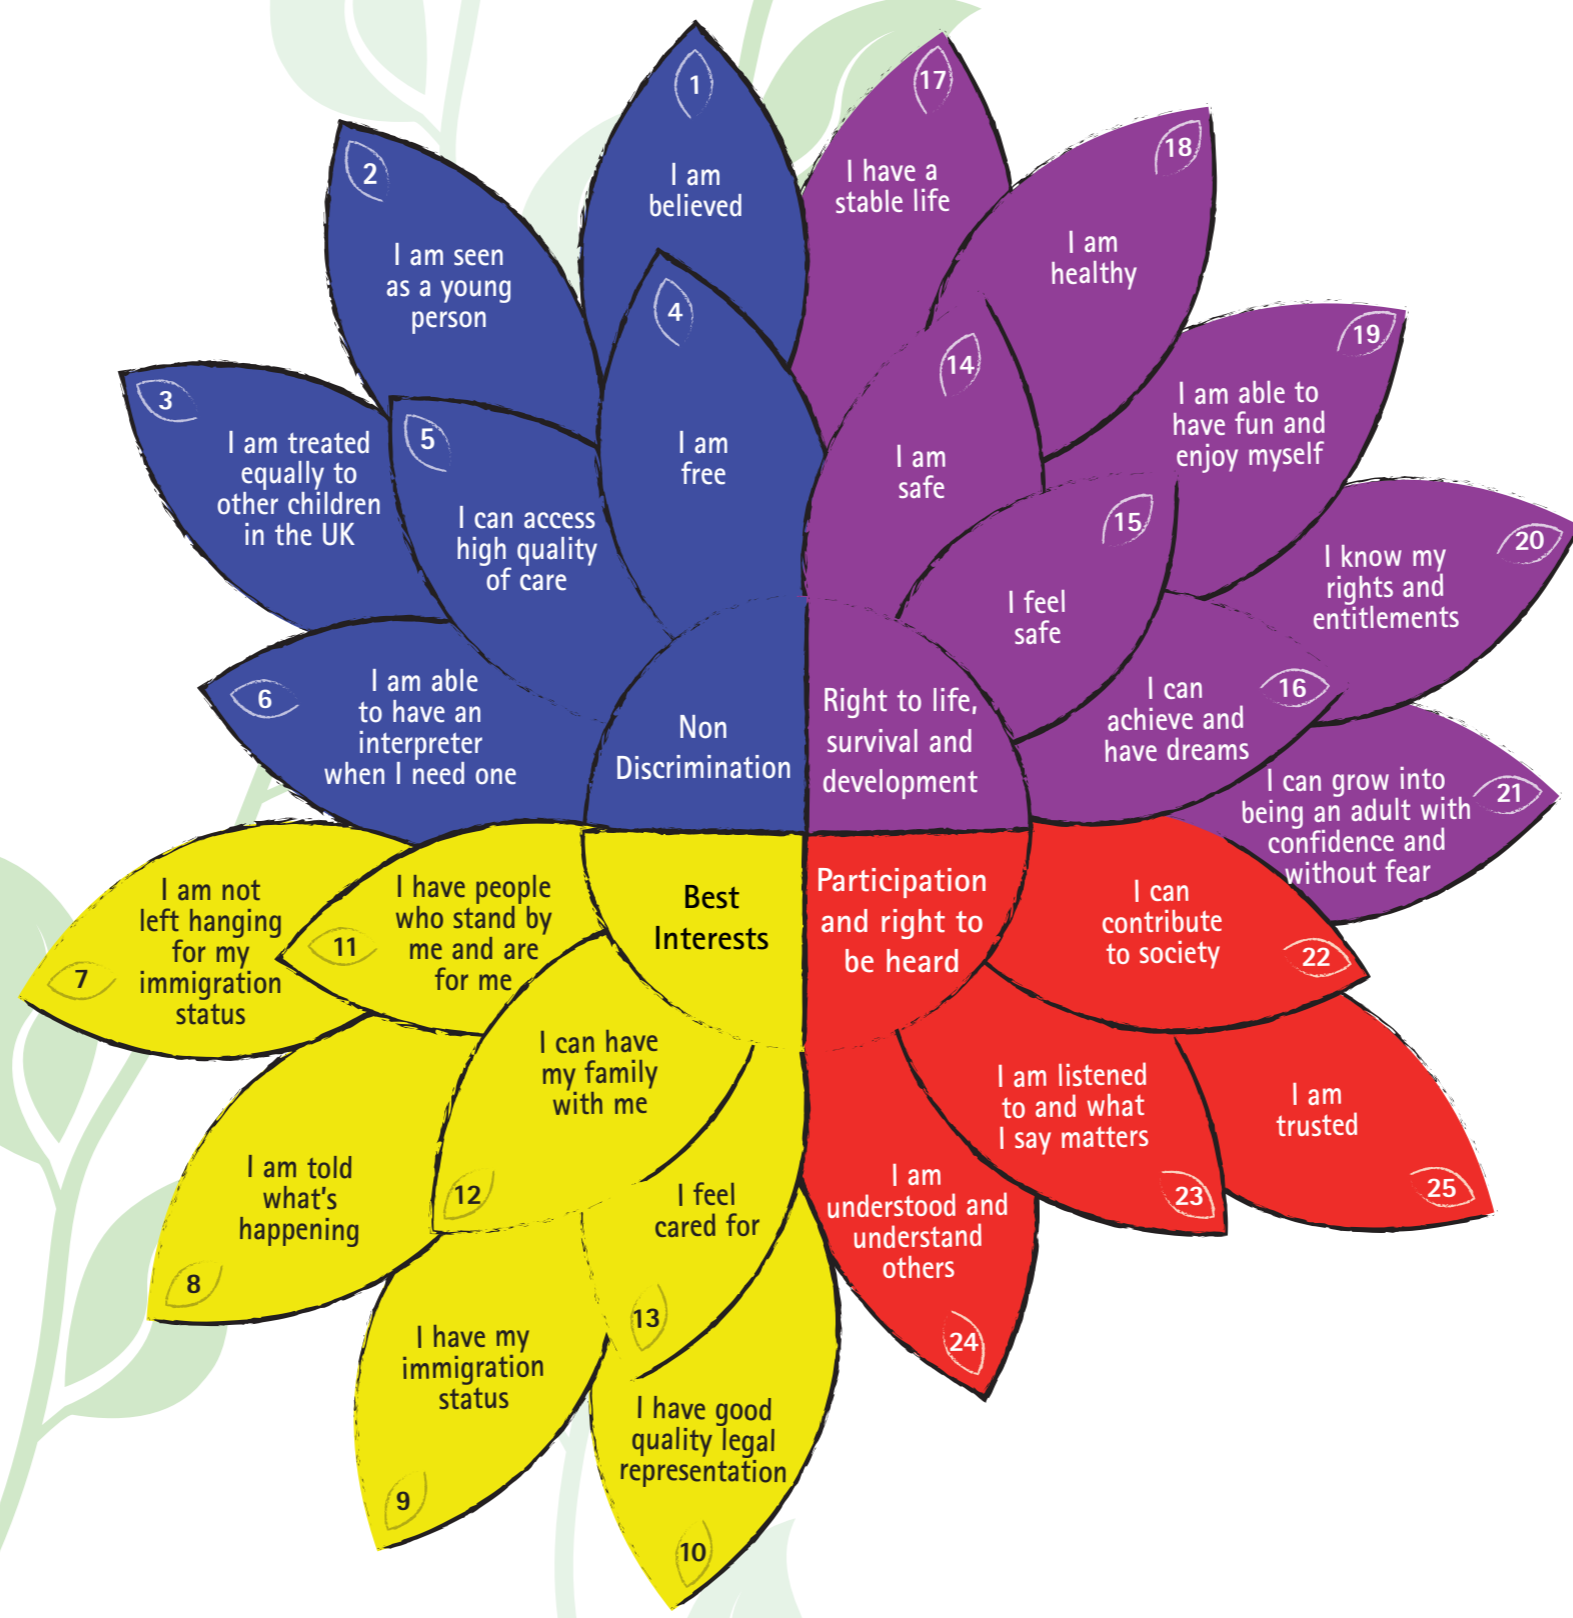 1
I am
believed
2
I am seen
as a young
person
3
I am treated
equally to
other children
in the UK
4
I am
free
5
I can access
high quality
of care
6
I am able
to have an
interpreter
when I need one
Non
Discrimination
7
I am not
left hanging
for my
immigration
status
8
I am told
what's
happening
9
I have my
immigration
status
10
I have good
quality legal
representation
11
I have people
who stand by
me and are
for me
12
I can have
my family
with me
13
I feel
cared for
Best
Interests
14
I am
safe
15
I feel
safe
16
I can
achieve and
have dreams
17
I have a
stable life
18
I am
healthy
19
I am able to
have fun and
enjoy myself
20
I know my
rights and
entitlements
21
I can grow into
being an adult with
confidence and
without fear
Right to life,
survival and
development
22
I can
contribute
to society
23
I am listened
to and what
I say matters
24
I am
understood and
understand
others
25
I am
trusted
Participation
and right to
be heard